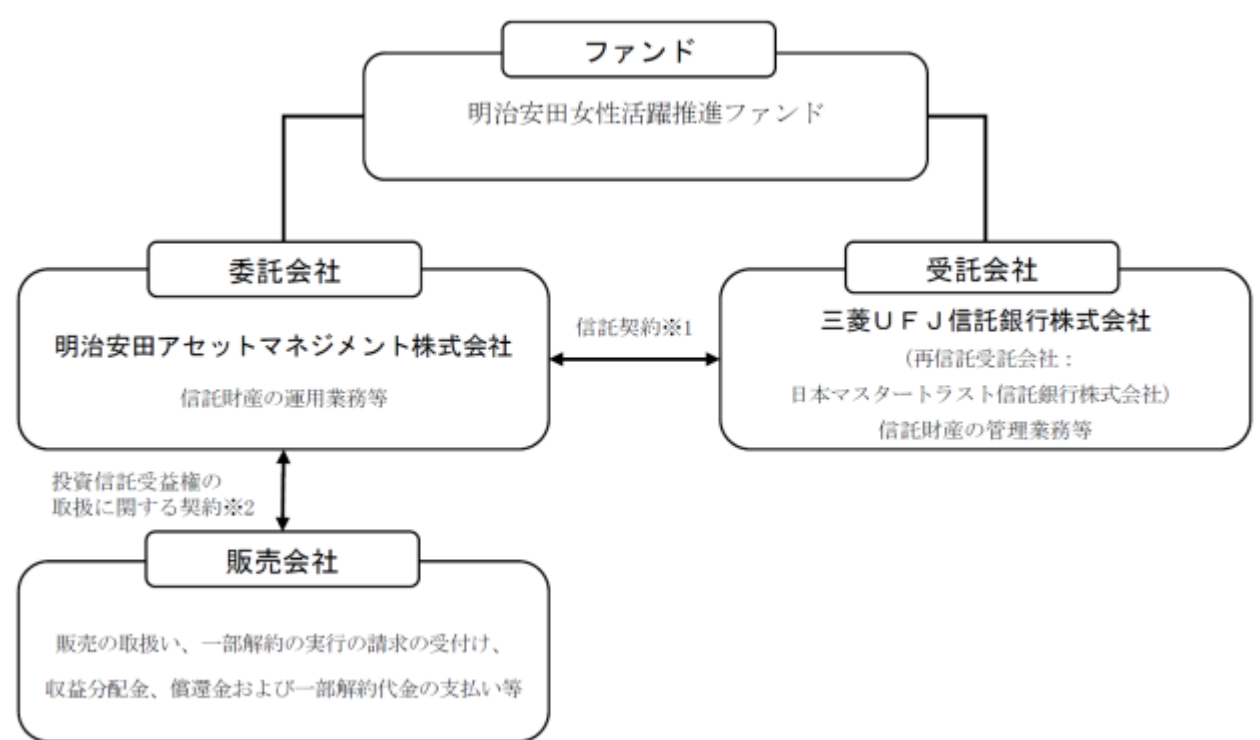 ファンド
明治安田女性活躍推進ファンド
委託会社
明治安田アセットマネジメント株式会社
信託財産の運用業務等
信託契約※1
受託会社
三菱ＵＦＪ信託銀行株式会社
(再信託受託会社：
日本マスタートラスト信託銀行株式会社)
信託財産の管理業務等
投資信託受益権の
取扱に関する契約※2
販売会社
販売の取扱い、一部解約の実行の請求の受付け、
収益分配金、償還金および一部解約代金の支払い等